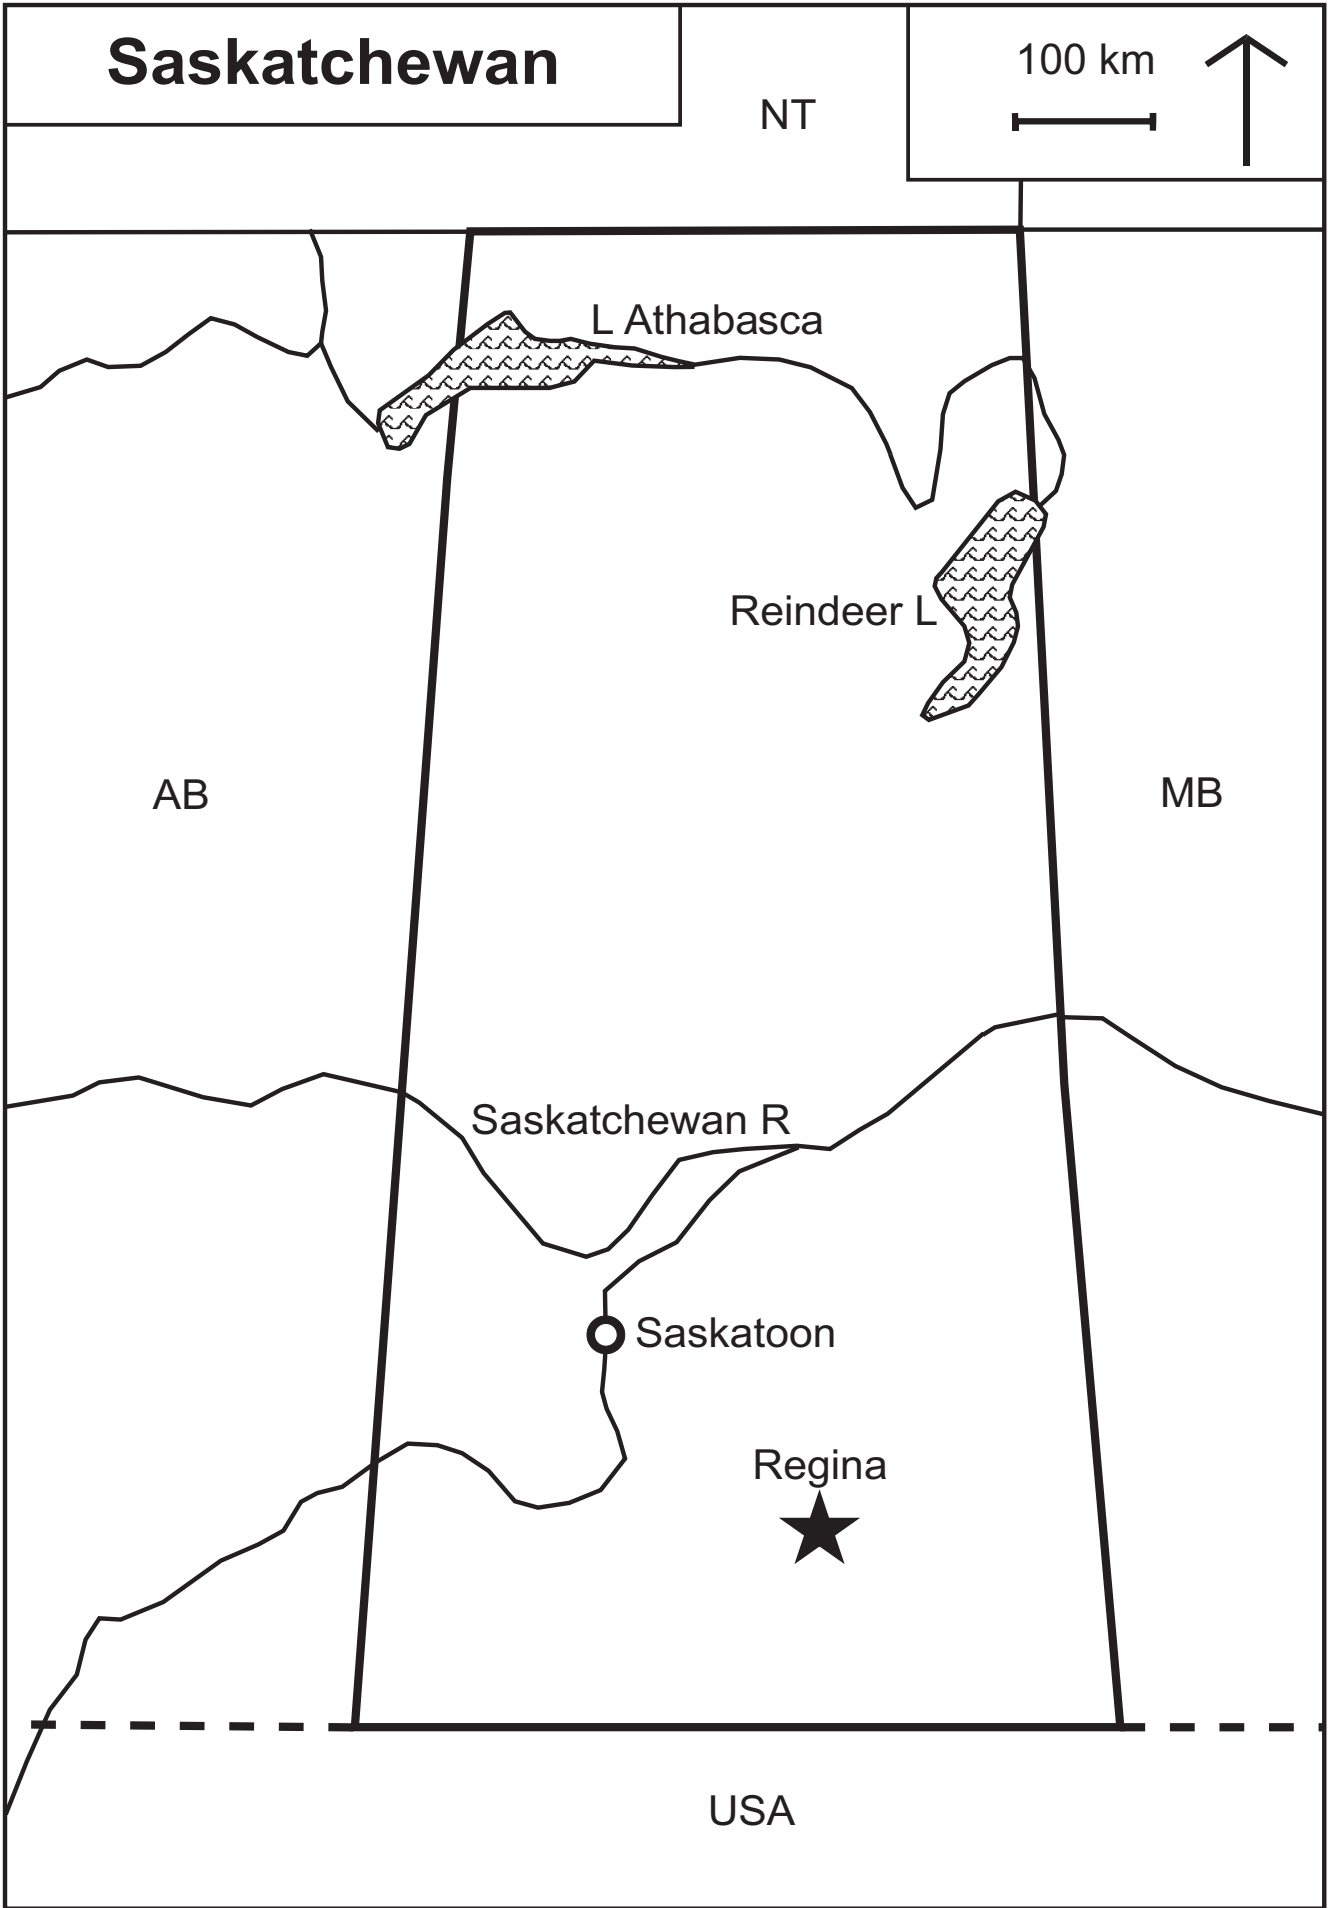 Saskatchewan
100 km
NT
L Athabasca
Reindeer L
AB
MB
Saskatchewan R
Saskatoon
Regina
USA